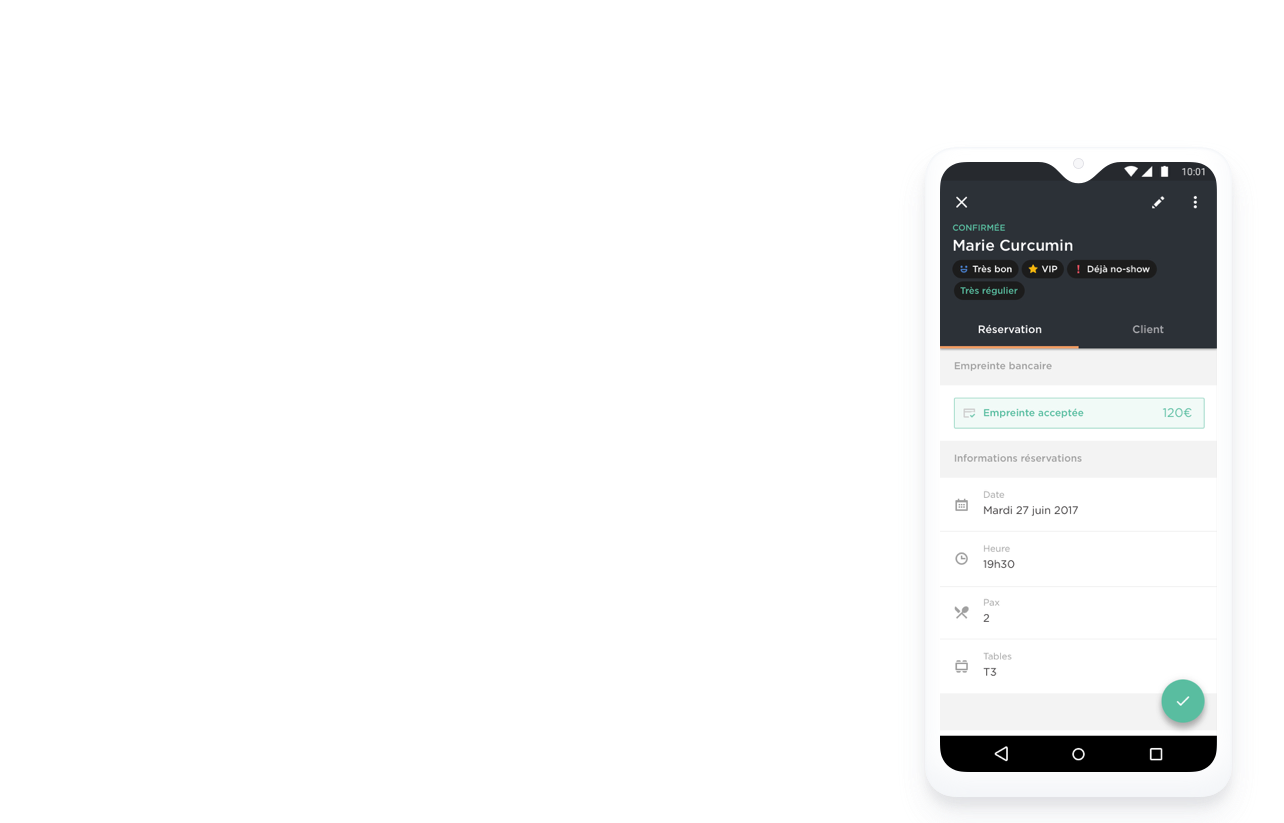 10:01
CONFIRMÉE
Marie Curcumin
Très bon VIP Déjà no-show
Très régulier
Réservation Client
Empreinte bancaire
Empreinte acceptée 120€
Informations réservations
Date
Mardi 27 juin 2017
Heure
19h30
Pax
2
Tables
T3